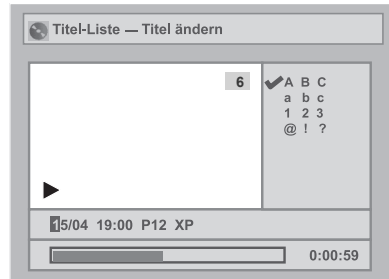 Titel-Liste — Titel ändern
6
A B C
a b c
1 2 3
@ ! ?
15/04 19:00 P12 XP
0:00:59